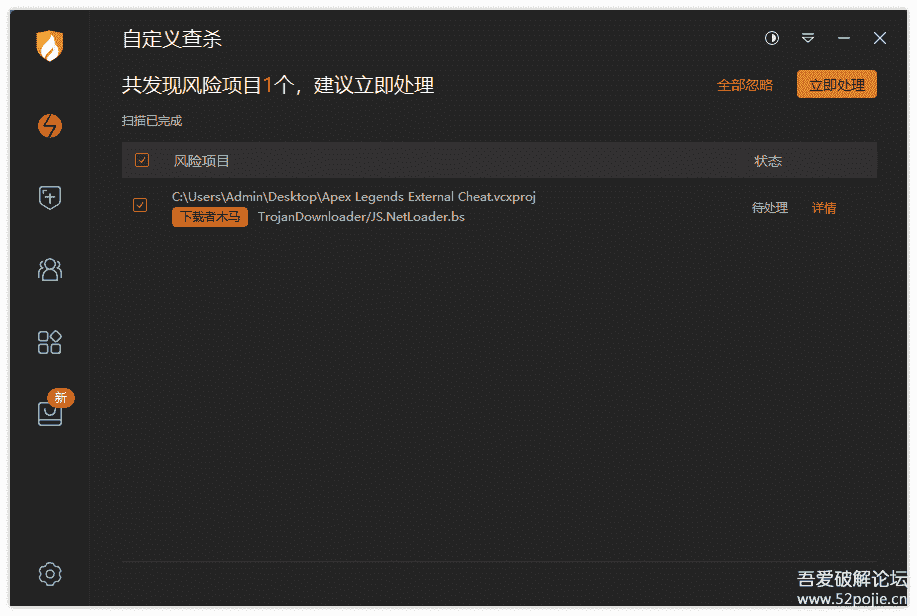 自定义查杀
共发现风险项目1个，建议立即处理
全部忽略
立即处理
扫描已完成
风险项目
状态
C:\Users\Admin\Desktop\Apex Legends External Cheat.vcxproj
下载者木马 TrojanDownloader/JS.NetLoader.bs
待处理
详情
新
吾爱破解论坛
www.52pojie.cn